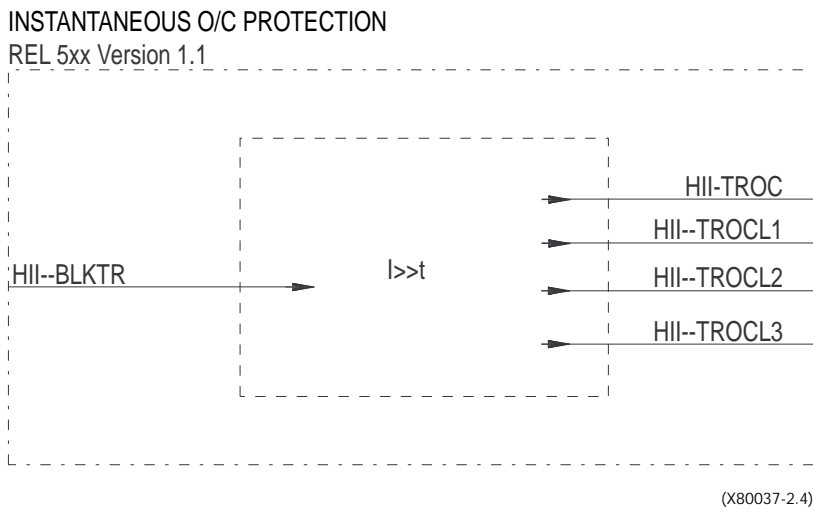 INSTANTANEOUS O/C PROTECTION
REL 5xx Version 1.1
HII-TROC
HII--TROCL1
HII--BLKTR
I>>t
HII--TROCL2
HII--TROCL3
(X80037-2.4)